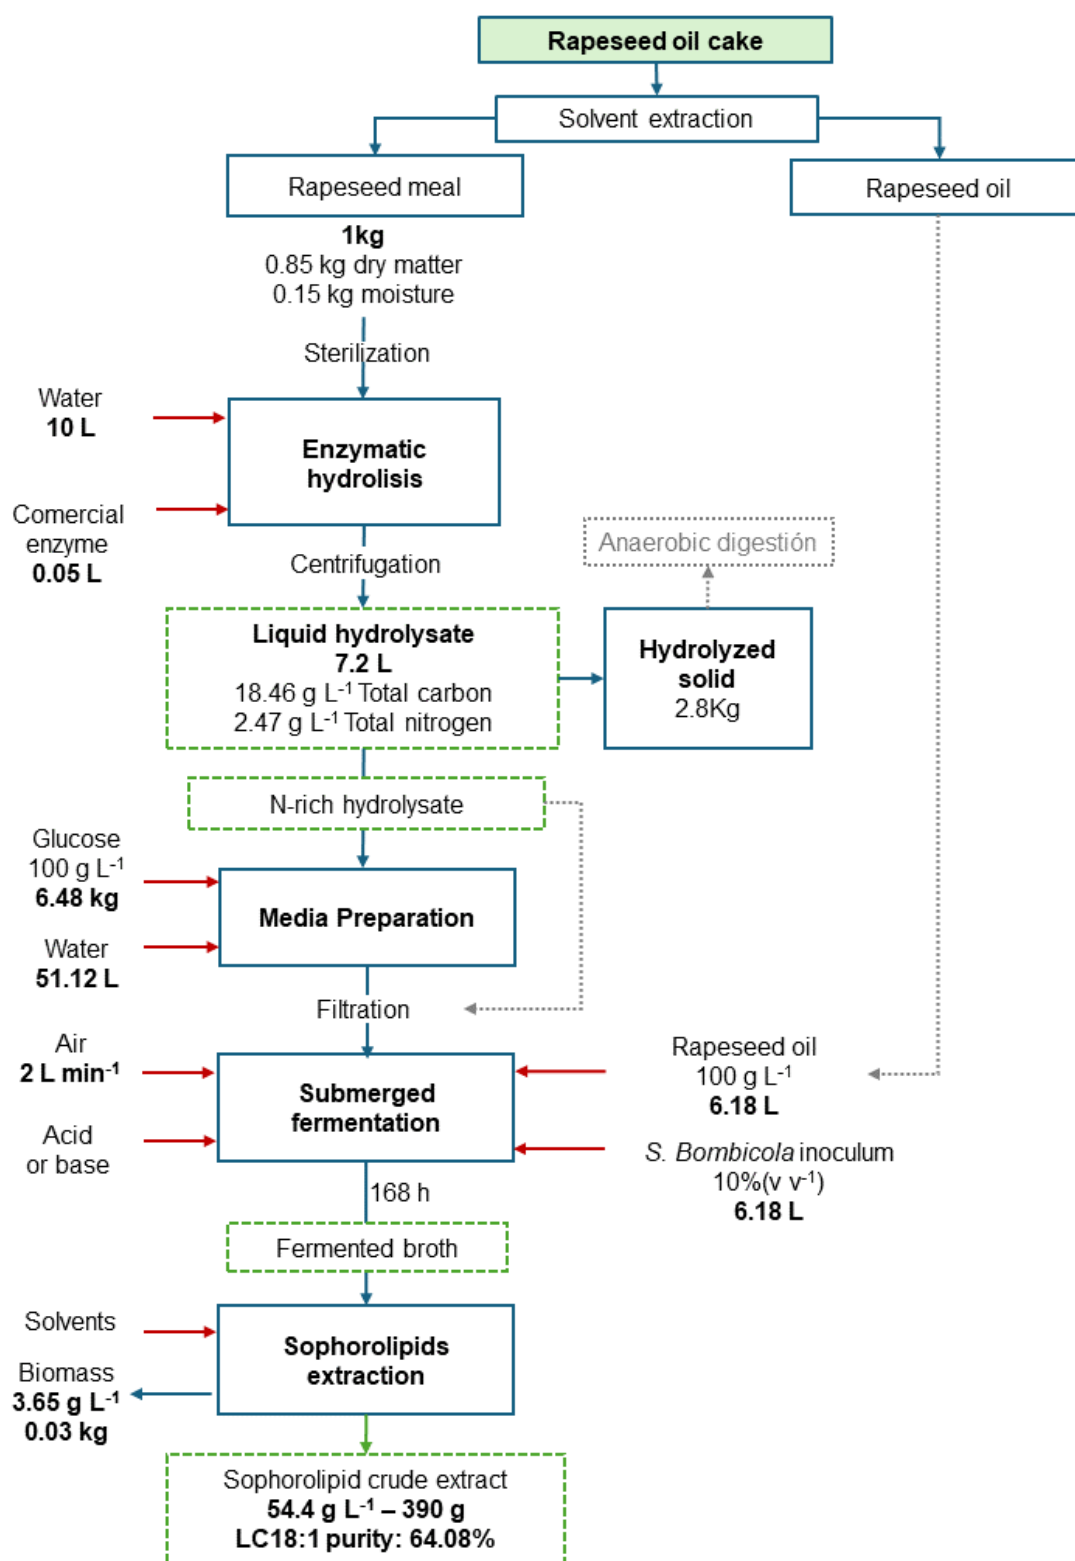 Rapeseed oil cake
Solvent extraction
Rapeseed meal
Rapeseed oil
1kg
0.85 kg dry matter
0.15 kg moisture
Sterilization
Water
10 L
Enzymatic
hydrolisis
Comercial
enzyme
0.05 L
Centrifugation
Anaerobic digestión
Liquid hydrolysate
7.2 L
18.46 g L⁻¹ Total carbon
2.47 g L⁻¹ Total nitrogen
Hydrolyzed
solid
2.8Kg
N-rich hydrolysate
Glucose
100 g L⁻¹
6.48 kg
Media Preparation
Water
51.12 L
Filtration
Air
2 L min⁻¹
Submerged
fermentation
Rapeseed oil
100 g L⁻¹
6.18 L
Acid
or base
S. Bombicola inoculum
10%(v v⁻¹)
6.18 L
168 h
Fermented broth
Solvents
Sophorolipids
extraction
Biomass
3.65 g L⁻¹
0.03 kg
Sophorolipid crude extract
54.4 g L⁻¹ – 390 g
LC18:1 purity: 64.08%